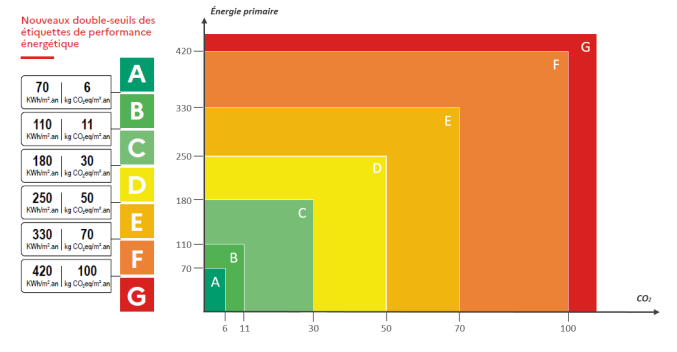 Nouveaux double-seuils des
étiquettes de performance
énergétique
70 6
KWh/m².an kg CO₂eq/m².an
110 11
KWh/m².an kg CO₂eq/m².an
180 30
KWh/m².an kg CO₂eq/m².an
250 50
KWh/m².an kg CO₂eq/m².an
330 70
KWh/m².an kg CO₂eq/m².an
420 100
KWh/m².an kg CO₂eq/m².an
A
B
C
D
E
F
G
Énergie primaire
420
330
250
180
110
70
G
F
E
D
C
B
A
CO₂
6 11 30 50 70 100